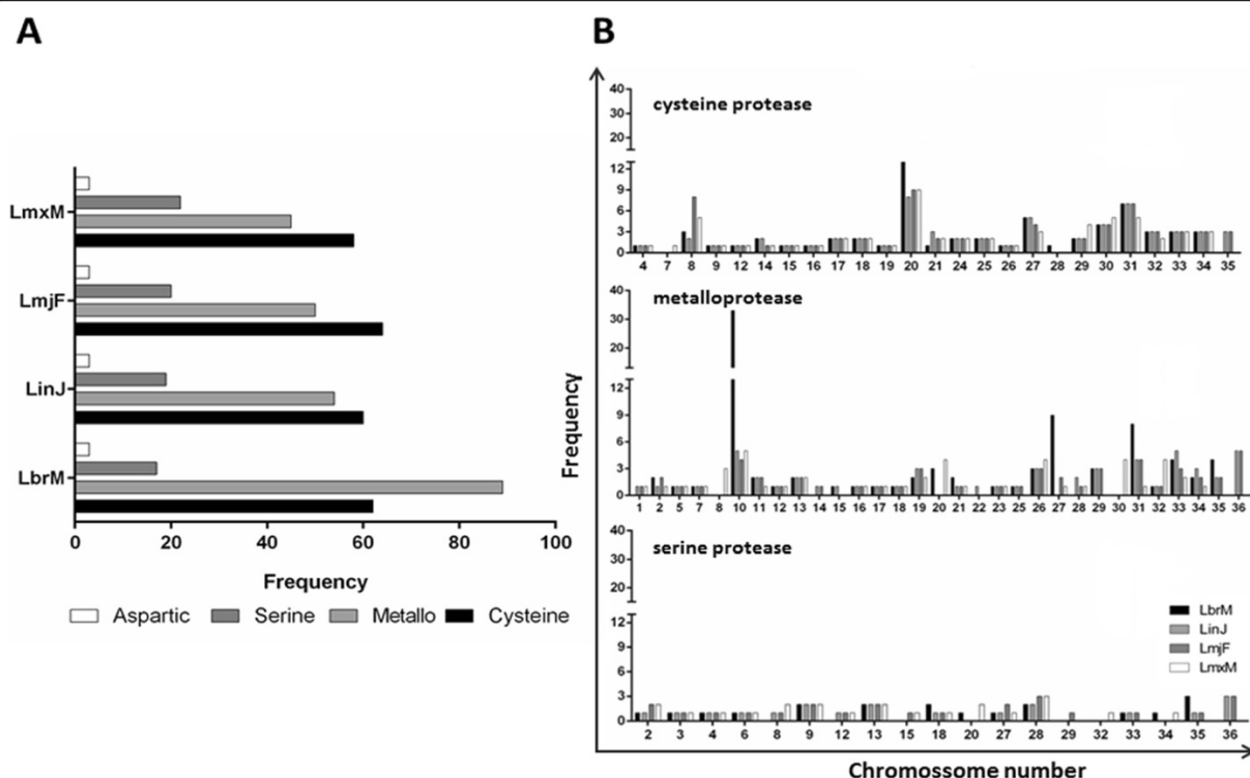 A
LmxM
LmjF
LinJ
LbrM
0 20 40 60 80 100
Frequency
Aspartic Serine Metallo Cysteine
B
Frequency
cysteine protease
40
30
20
12
9
6
3
0
4 7 8 9 12 14 15 16 17 18 19 20 21 24 25 26 27 28 29 30 31 32 33 34 35
metalloprotease
40
30
20
12
9
6
3
0
1 2 5 7 8 10 11 12 13 14 15 16 17 18 19 20 21 22 23 25 26 27 28 29 30 31 32 33 34 35 36
serine protease
40
30
20
12
9
6
3
0
2 3 4 6 8 9 12 13 15 18 20 27 28 29 32 33 34 35 36
LbrM
LinJ
LmjF
LmxM
Chromossome number